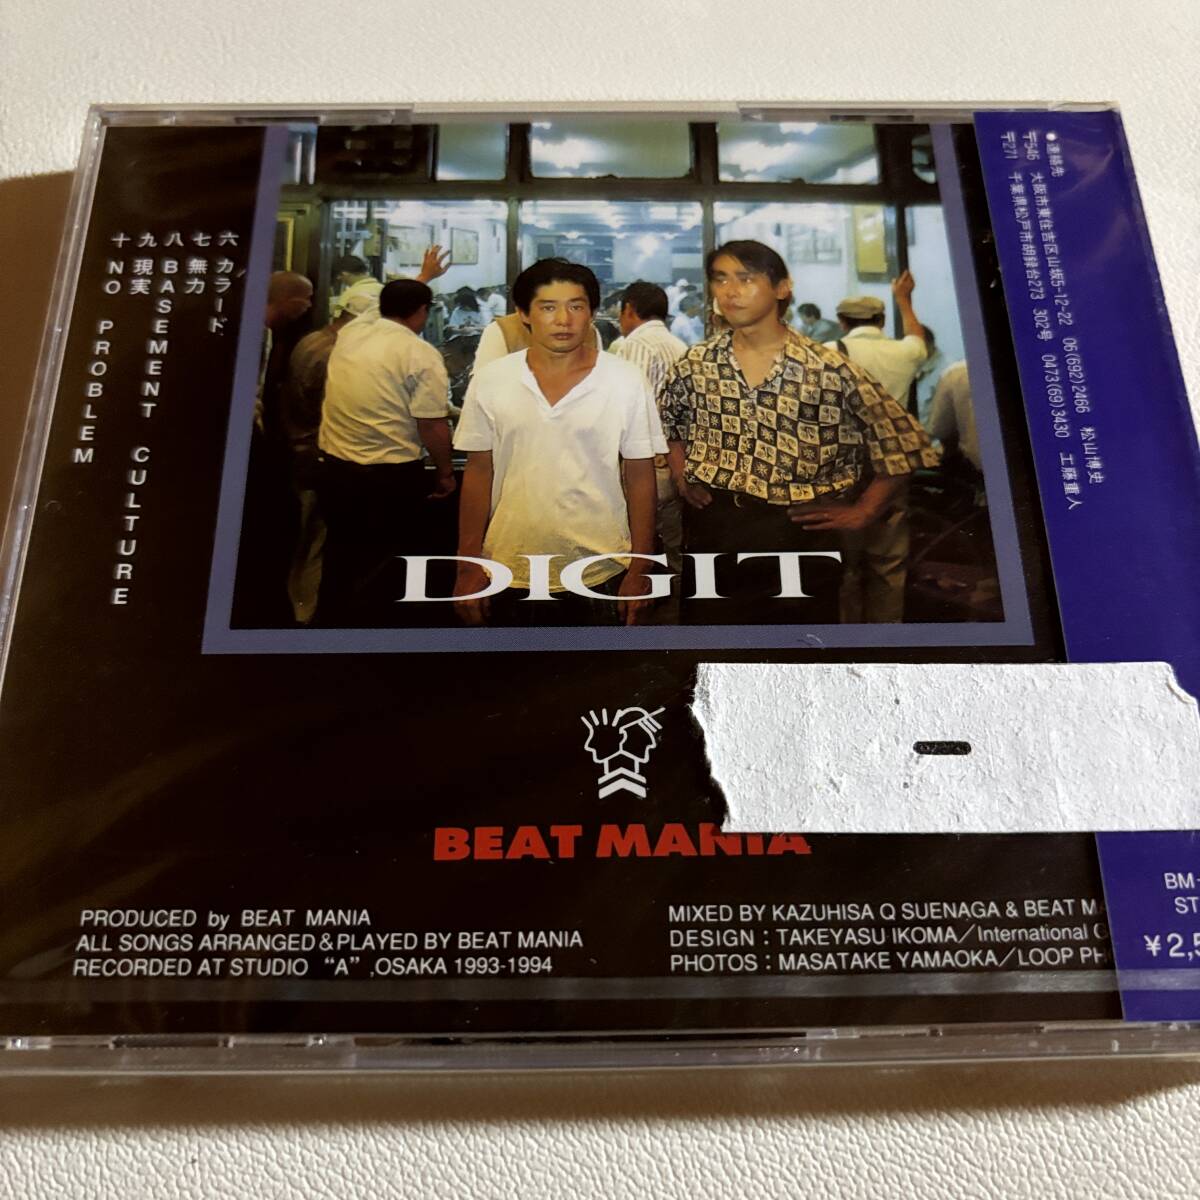 六 カラード
七 無力
八 BASEMENT CULTURE
九 現実
十 NO PROBLEM
DIGIT
BEAT MANIA
PRODUCED by BEAT MANIA
ALL SONGS ARRANGED & PLAYED BY BEAT MANIA
RECORDED AT STUDIO “A”,OSAKA 1993-1994
MIXED BY KAZUHISA Q SUENAGA & BEAT MA
DESIGN : TAKEYASU IKOMA／International
PHOTOS : MASATAKE YAMAOKA／LOOP PH
●連絡先
〒546 大阪市東住吉区山坂5-12-22 06(692)2466 松山博史
〒271 千葉県松戸市胡録台273 302号 0473(69)3430 工藤重人
BM-
ST
¥2,5